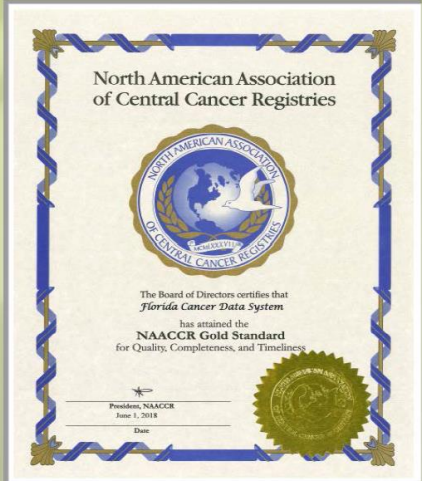 North American Association
of Central Cancer Registries
NORTH AMERICAN ASSOCIATION
OF CENTRAL CANCER REGISTRIES
MCMLXXXVII
The Board of Directors certifies that
Florida Cancer Data System
has attained the
NAACCR Gold Standard
for Quality, Completeness, and Timeliness
President, NAACCR
June 1, 2018
Date